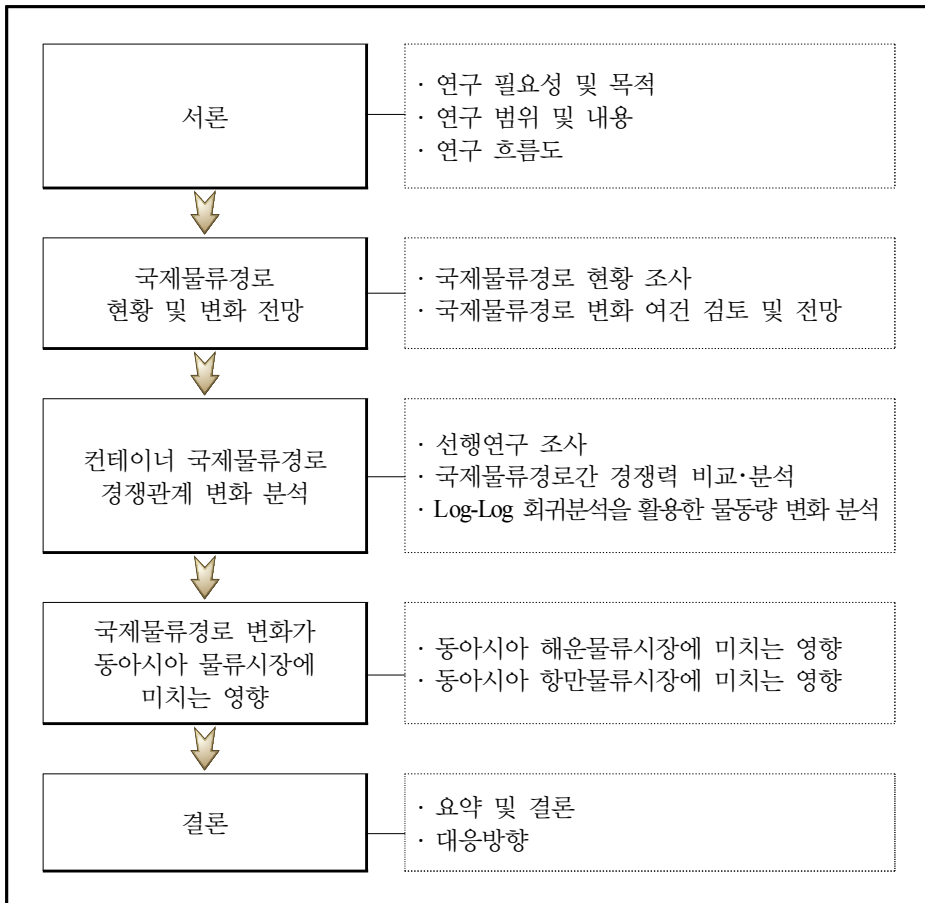 서론
· 연구 필요성 및 목적
· 연구 범위 및 내용
· 연구 흐름도
국제물류경로
현황 및 변화 전망
· 국제물류경로 현황 조사
· 국제물류경로 변화 여건 검토 및 전망
컨테이너 국제물류경로
경쟁관계 변화 분석
· 선행연구 조사
· 국제물류경로간 경쟁력 비교·분석
· Log-Log 회귀분석을 활용한 물동량 변화 분석
국제물류경로 변화가
동아시아 물류시장에
미치는 영향
· 동아시아 해운물류시장에 미치는 영향
· 동아시아 항만물류시장에 미치는 영향
결론
· 요약 및 결론
· 대응방향